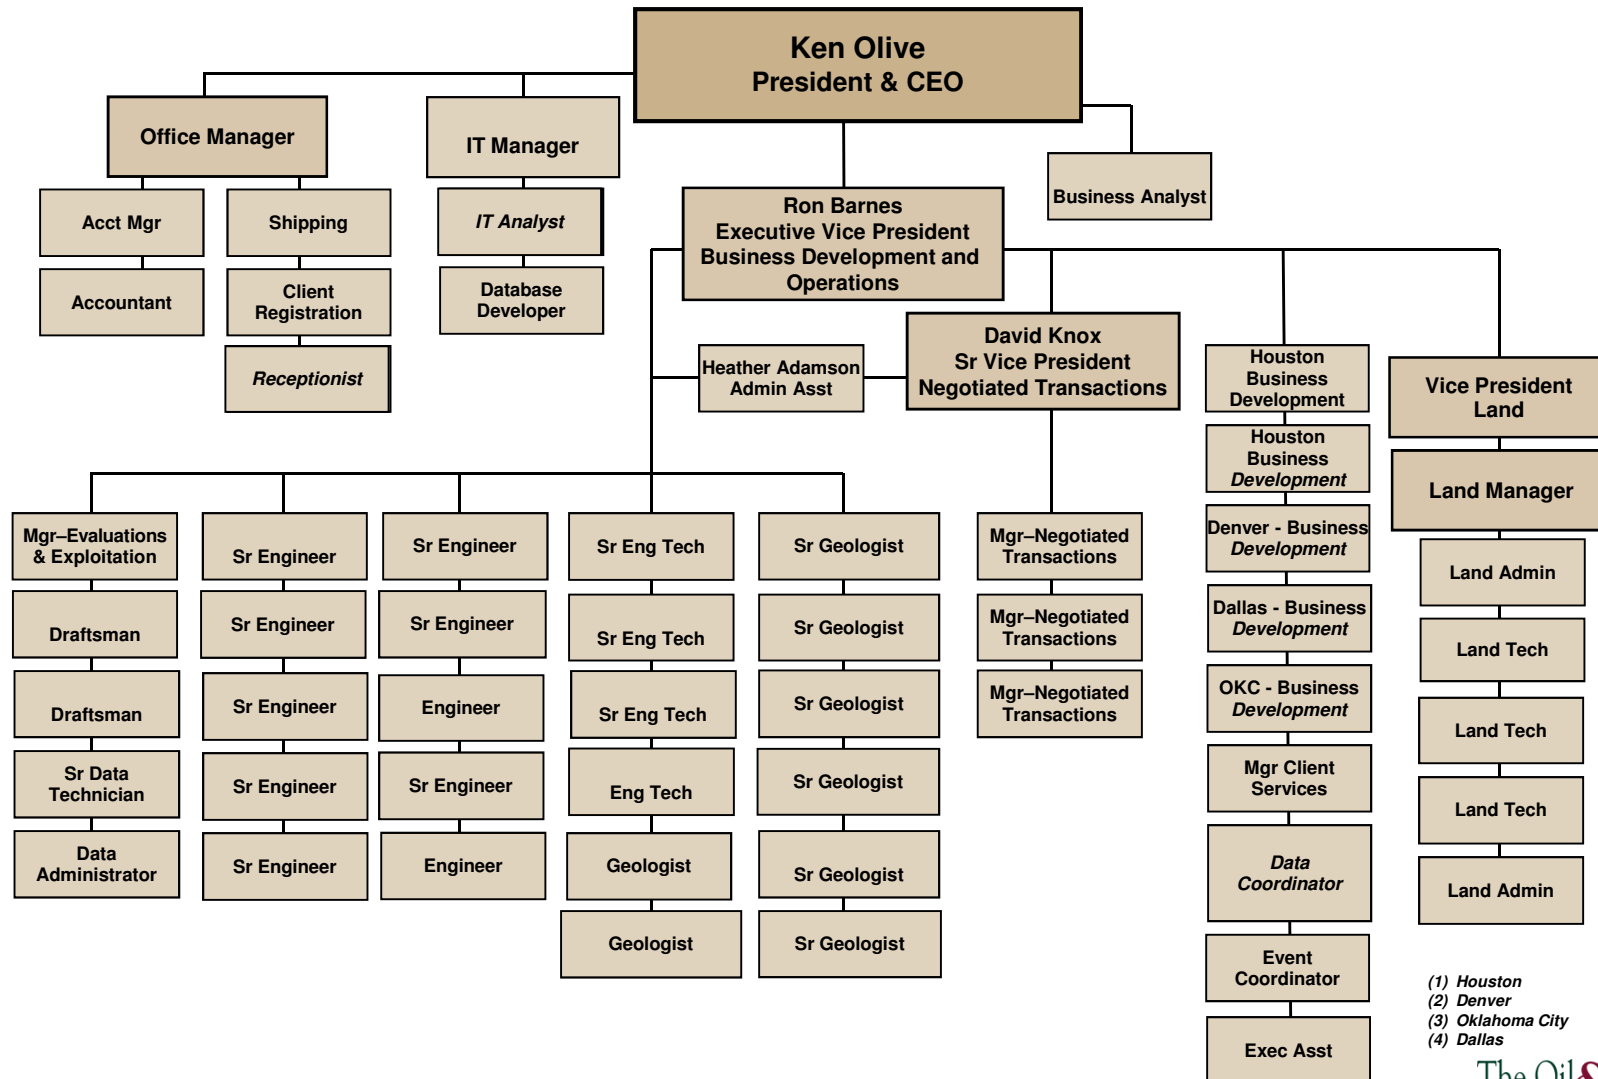 Ken Olive
President & CEO
Office Manager
IT Manager
Business Analyst
Acct Mgr
Shipping
IT Analyst
Ron Barnes
Executive Vice President
Business Development and
Operations
Accountant
Client
Registration
Database
Developer
Receptionist
Heather Adamson
Admin Asst
David Knox
Sr Vice President
Negotiated Transactions
Houston
Business
Development
Vice President
Land
Houston
Business
Development
Land Manager
Mgr–Evaluations
& Exploitation
Sr Engineer
Sr Engineer
Sr Eng Tech
Sr Geologist
Mgr–Negotiated
Transactions
Denver - Business
Development
Land Admin
Draftsman
Sr Engineer
Sr Engineer
Sr Eng Tech
Sr Geologist
Mgr–Negotiated
Transactions
Dallas - Business
Development
Land Tech
Draftsman
Sr Engineer
Engineer
Sr Eng Tech
Sr Geologist
Mgr–Negotiated
Transactions
OKC - Business
Development
Land Tech
Sr Data
Technician
Sr Engineer
Sr Engineer
Eng Tech
Sr Geologist
Mgr Client
Services
Land Tech
Data
Administrator
Sr Engineer
Engineer
Geologist
Sr Geologist
Data
Coordinator
Land Admin
Geologist
Sr Geologist
Event
Coordinator
Exec Asst
(1) Houston
(2) Denver
(3) Oklahoma City
(4) Dallas
The Oil &